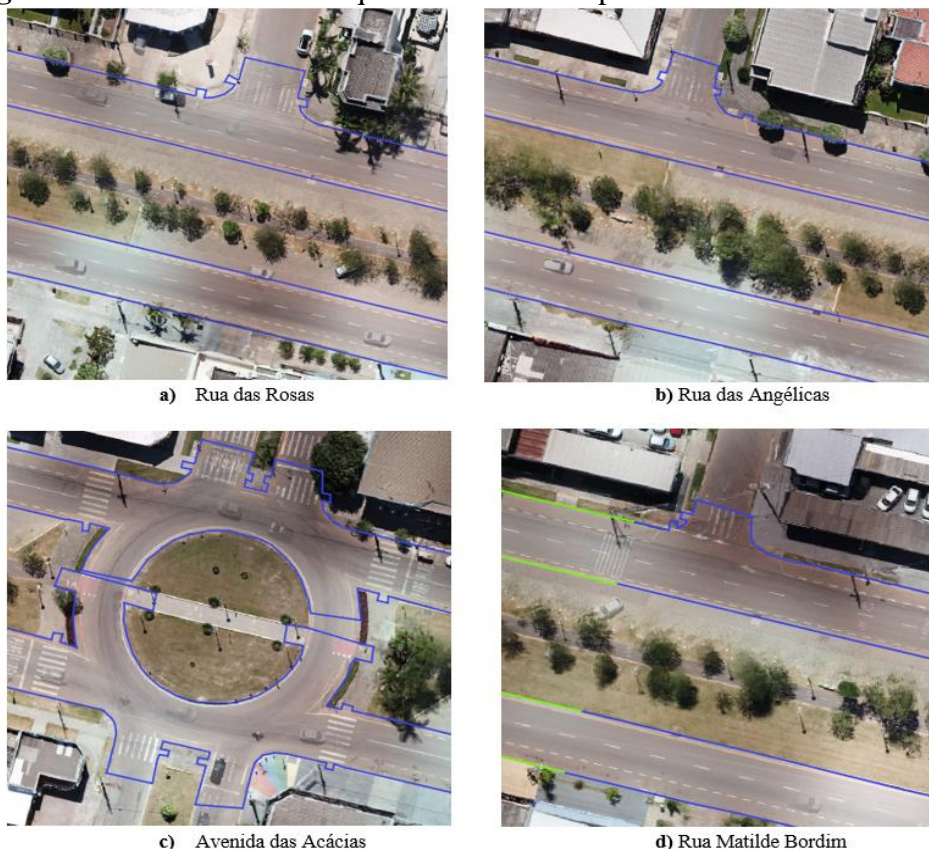 a) Rua das Rosas
b) Rua das Angélicas
c) Avenida das Acácias
d) Rua Matilde Bordim